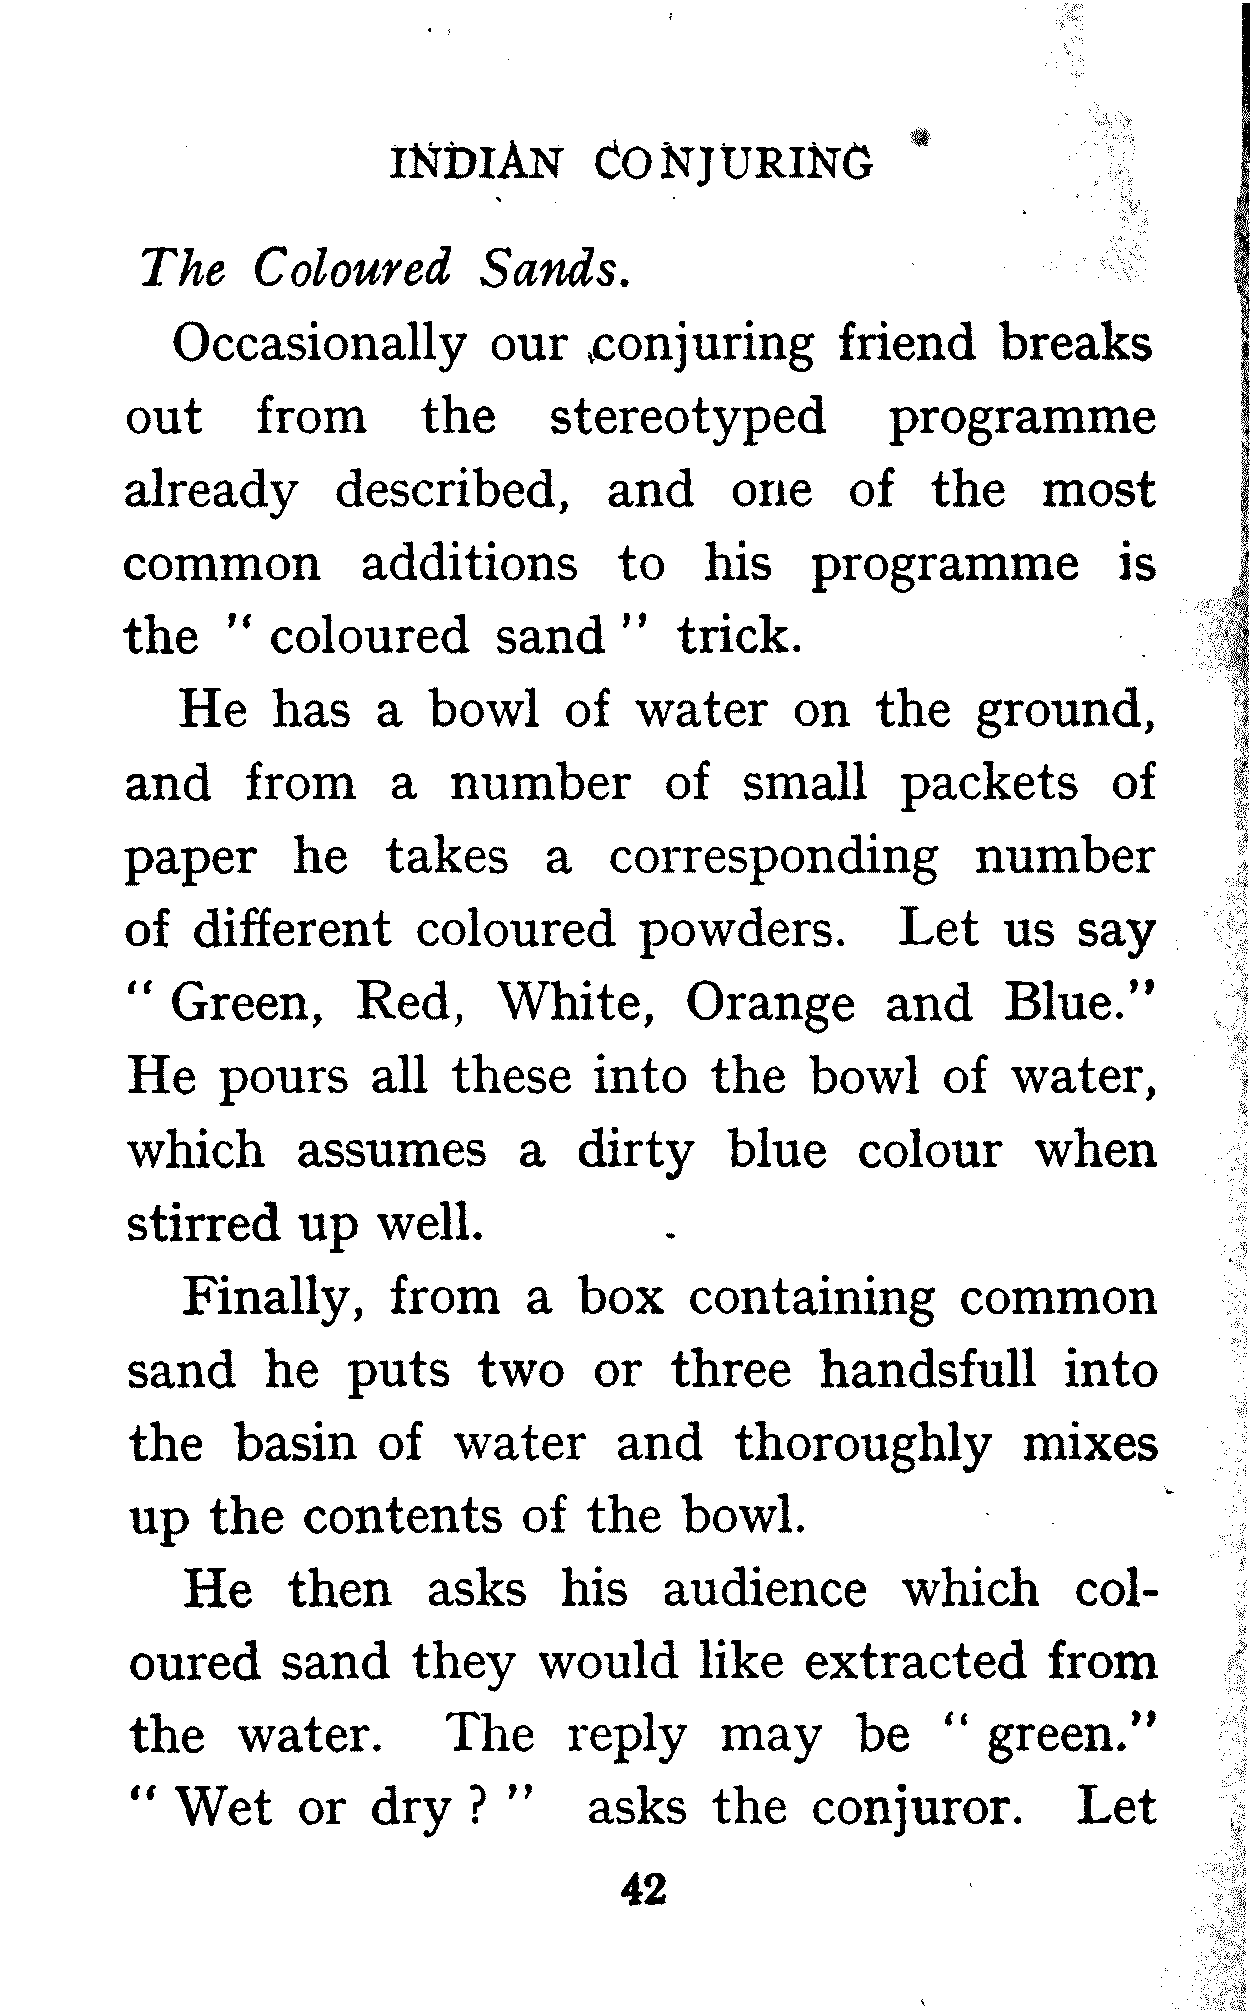 INDIAN CONJURING
The Coloured Sands.
Occasionally our conjuring friend breaks
out from the stereotyped programme
already described, and one of the most
common additions to his programme is
the " coloured sand " trick.
He has a bowl of water on the ground,
and from a number of small packets of
paper he takes a corresponding number
of different coloured powders. Let us say
" Green, Red, White, Orange and Blue."
He pours all these into the bowl of water,
which assumes a dirty blue colour when
stirred up well.
Finally, from a box containing common
sand he puts two or three handsfull into
the basin of water and thoroughly mixes
up the contents of the bowl.
He then asks his audience which col-
oured sand they would like extracted from
the water. The reply may be " green."
" Wet or dry ? " asks the conjuror. Let
42